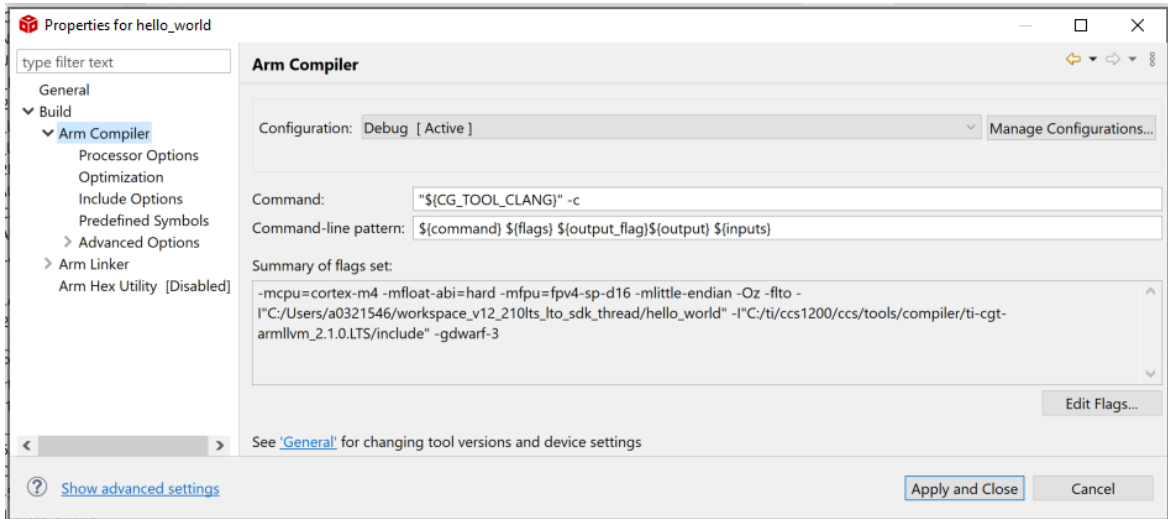 Properties for hello_world
type filter text
General
Build
Arm Compiler
Processor Options
Optimization
Include Options
Predefined Symbols
Advanced Options
Arm Linker
Arm Hex Utility [Disabled]
Arm Compiler
Configuration: Debug [ Active ]
Manage Configurations...
Command: "${CG_TOOL_CLANG}" -c
Command-line pattern: ${command} ${flags} ${output_flag}${output} ${inputs}
Summary of flags set:
-mcpu=cortex-m4 -mfloat-abi=hard -mfpu=fpv4-sp-d16 -mlittle-endian -Oz -flto -
I"C:/Users/a0321546/workspace_v12_210lts_lto_sdk_thread/hello_world" -I"C:/ti/ccs1200/ccs/tools/compiler/ti-cgt-
armllvm_2.1.0.LTS/include" -gdwarf-3
Edit Flags...
See 'General' for changing tool versions and device settings
Show advanced settings
Apply and Close
Cancel